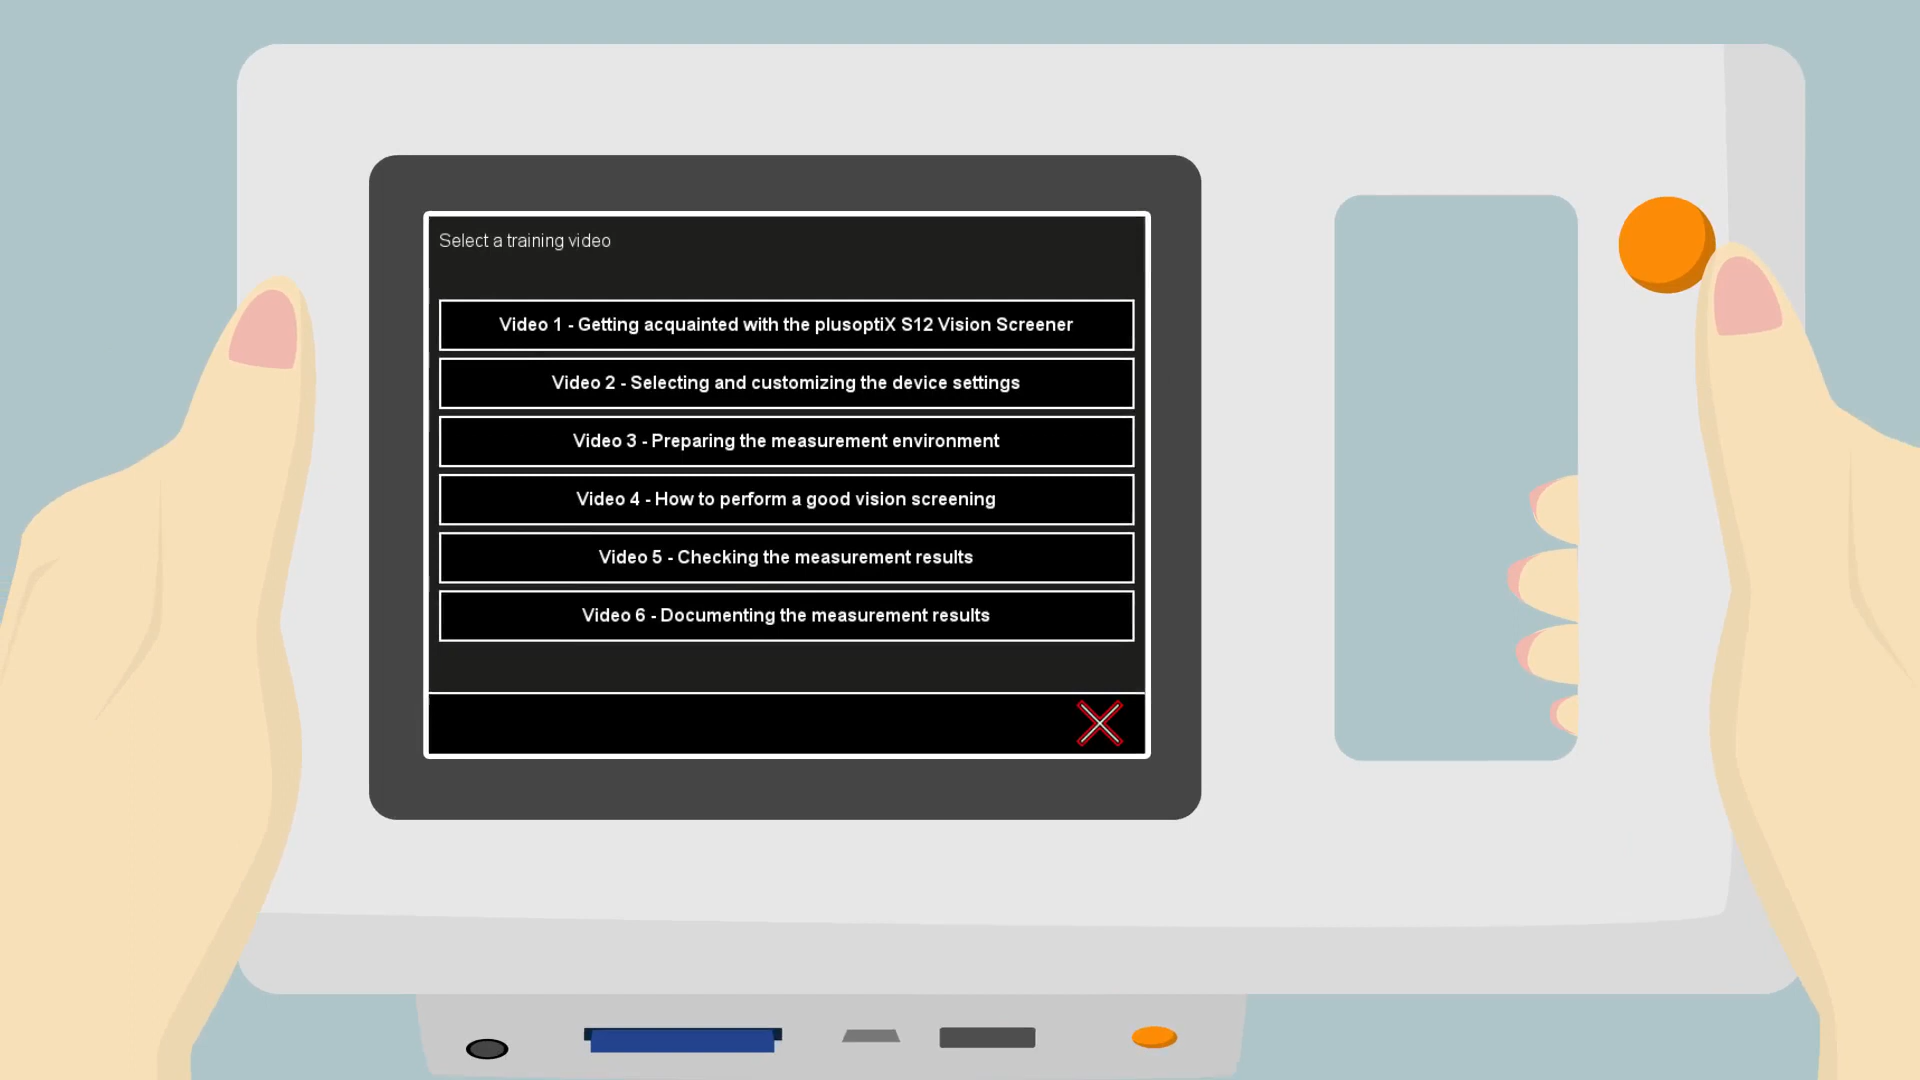 Select a training video
Video 1 - Getting acquainted with the plusoptiX S12 Vision Screener
Video 2 - Selecting and customizing the device settings
Video 3 - Preparing the measurement environment
Video 4 - How to perform a good vision screening
Video 5 - Checking the measurement results
Video 6 - Documenting the measurement results